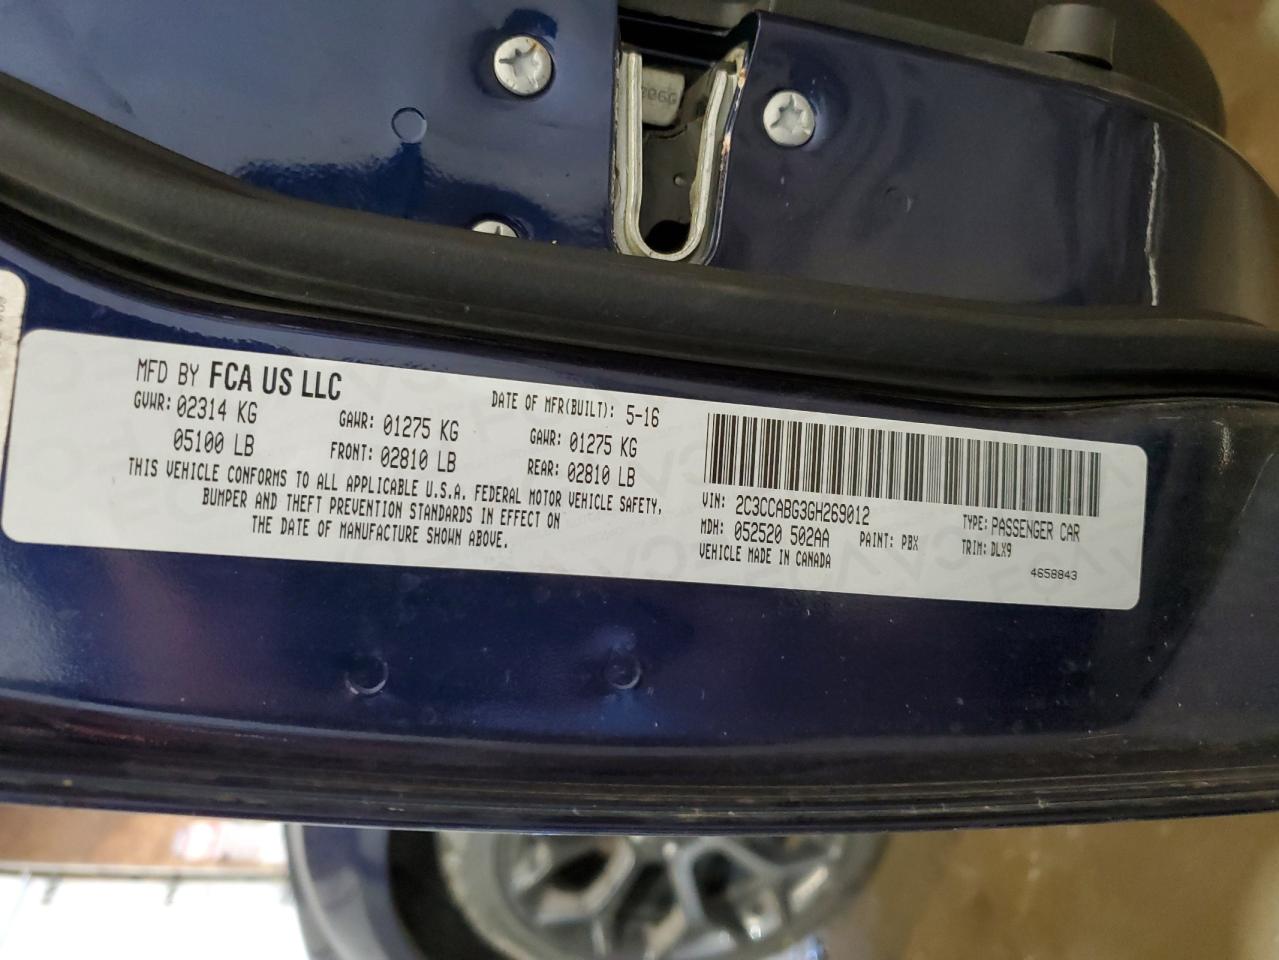 MFD BY FCA US LLC
DATE OF MFR(BUILT): 5-16
GVWR: 02314 KG
GAWR: 01275 KG
GAWR: 01275 KG
05100 LB
FRONT: 02810 LB
REAR: 02810 LB
THIS VEHICLE CONFORMS TO ALL APPLICABLE U.S.A. FEDERAL MOTOR VEHICLE SAFETY,
BUMPER AND THEFT PREVENTION STANDARDS IN EFFECT ON
THE DATE OF MANUFACTURE SHOWN ABOVE.
VIN: 2C3CCABG3GH269012
TYPE: PASSENGER CAR
MDH: 052520 502AA
PAINT: PBX
TRIM: DLX9
VEHICLE MADE IN CANADA
4658843